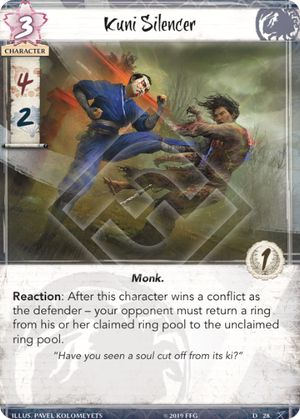 3
Kuni Silencer
CHARACTER
4
2
1
Monk.
Reaction: After this character wins a conflict as
the defender – your opponent must return a ring
from his or her claimed ring pool to the unclaimed
ring pool.
"Have you seen a soul cut off from its ki?"
ILLUS. PAVEL KOLOMEYETS
©2019 FFG
D 28